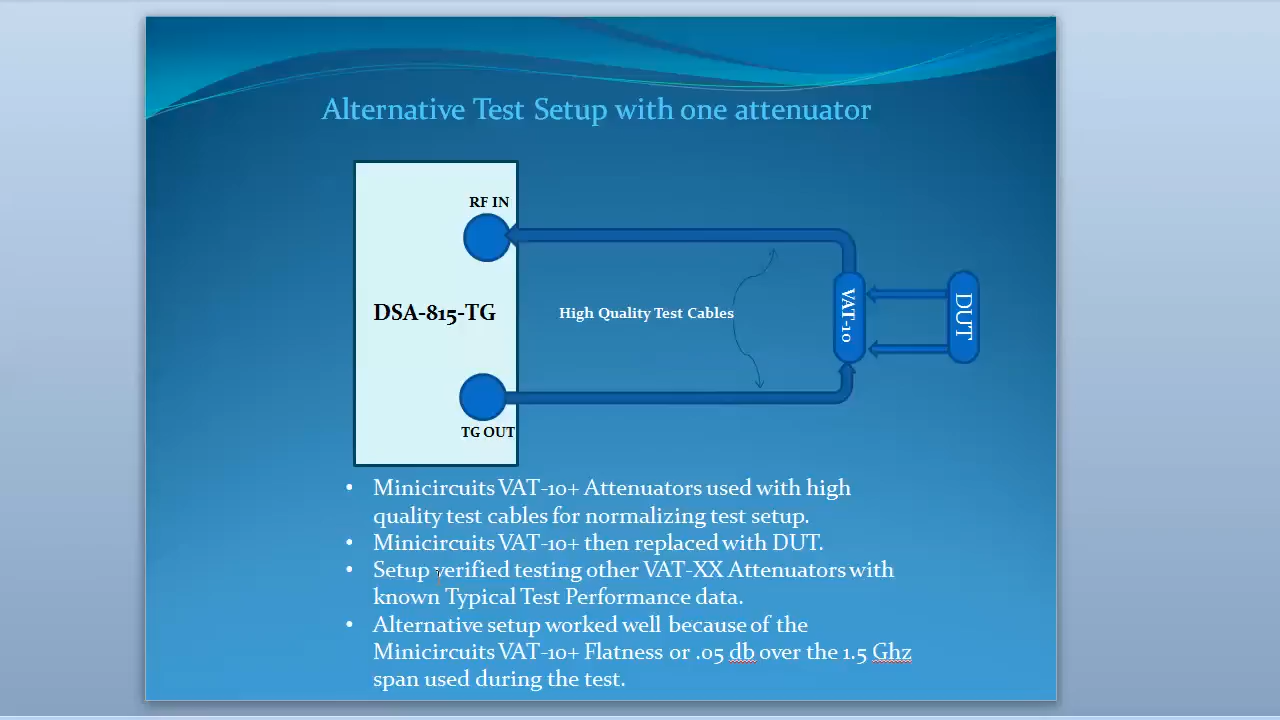 Alternative Test Setup with one attenuator
RF IN
DSA-815-TG
High Quality Test Cables
VAT-10
DUT
TG OUT
• Minicircuits VAT-10+ Attenuators used with high
quality test cables for normalizing test setup.
• Minicircuits VAT-10+ then replaced with DUT.
• Setup verified testing other VAT-XX Attenuators with
known Typical Test Performance data.
• Alternative setup worked well because of the
Minicircuits VAT-10+ Flatness or .05 db over the 1.5 Ghz
span used during the test.